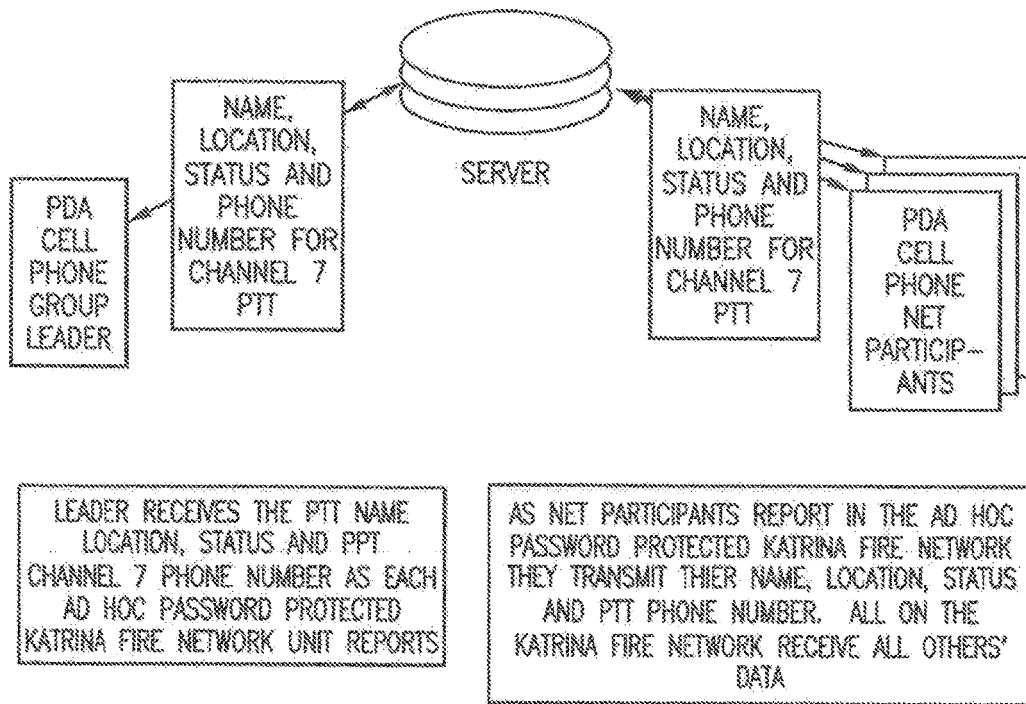 NAME,
LOCATION,
STATUS AND
PHONE
NUMBER FOR
CHANNEL 7
PTT
SERVER
NAME,
LOCATION,
STATUS AND
PHONE
NUMBER FOR
CHANNEL 7
PTT
PDA
CELL
PHONE
GROUP
LEADER
PDA
CELL
PHONE
NET
PARTICIP-
ANTS
LEADER RECEIVES THE PTT NAME
LOCATION, STATUS AND PPT
CHANNEL 7 PHONE NUMBER AS EACH
AD HOC PASSWORD PROTECTED
KATRINA FIRE NETWORK UNIT REPORTS
AS NET PARTICIPANTS REPORT IN THE AD HOC
PASSWORD PROTECTED KATRINA FIRE NETWORK
THEY TRANSMIT THIER NAME, LOCATION, STATUS
AND PTT PHONE NUMBER. ALL ON THE
KATRINA FIRE NETWORK RECEIVE ALL OTHERS'
DATA